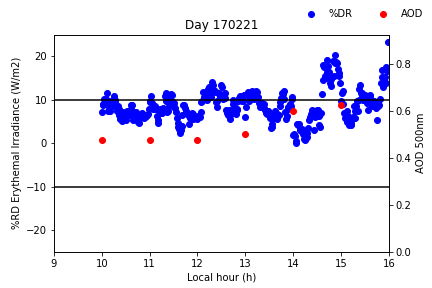 %DR AOD
Day 170221
%RD Erythermal Irradiance (W/m2)
20
10
0
−10
−20
0.8
0.6
0.4
0.2
0.0
AOD 500nm
9 10 11 12 13 14 15 16
Local hour (h)